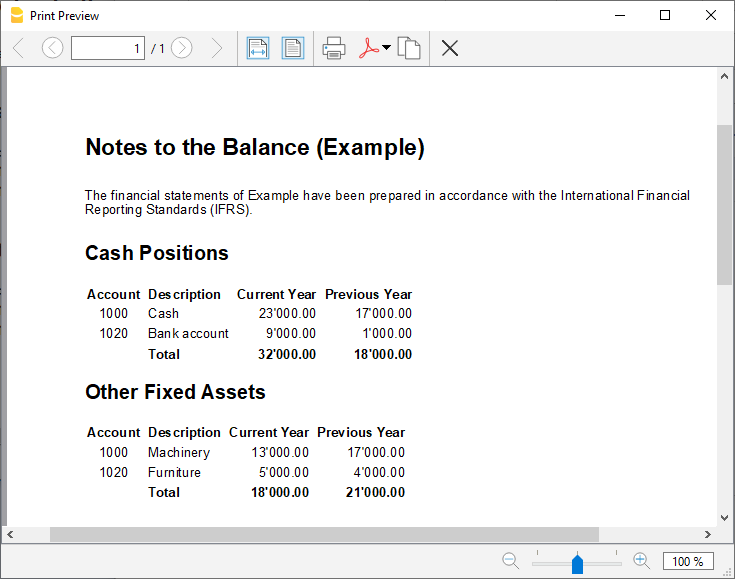 Print Preview
1 / 1
Notes to the Balance (Example)
The financial statements of Example have been prepared in accordance with the International Financial
Reporting Standards (IFRS).
Cash Positions
Account Description Current Year Previous Year
1000 Cash 23'000.00 17'000.00
1020 Bank account 9'000.00 1'000.00
Total 32'000.00 18'000.00
Other Fixed Assets
Account Description Current Year Previous Year
1000 Machinery 13'000.00 17'000.00
1020 Furniture 5'000.00 4'000.00
Total 18'000.00 21'000.00
100 %